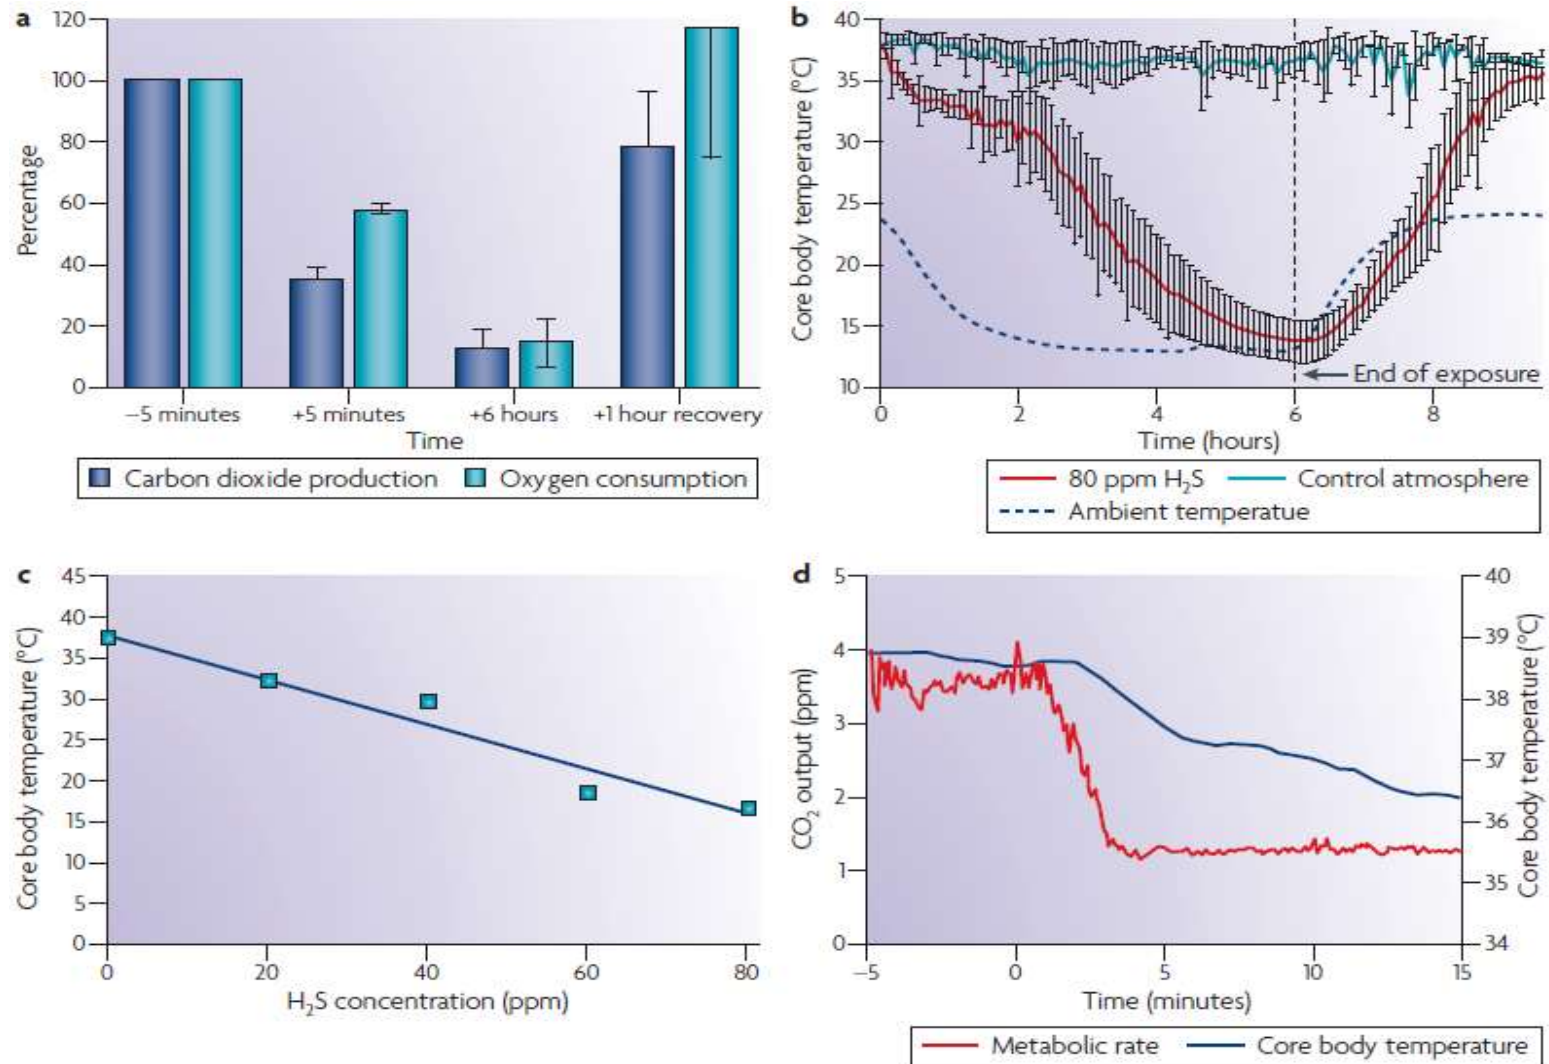 a
120
100
80
60
40
20
0
Percentage
−5 minutes
+5 minutes
+6 hours
+1 hour recovery
Time
Carbon dioxide production
Oxygen consumption
b
40
35
30
25
20
15
10
Core body temperature (°C)
End of exposure
0
2
4
6
8
Time (hours)
80 ppm H₂S
Control atmosphere
Ambient temperatue
c
45
40
35
30
25
20
15
10
5
0
Core body temperature (°C)
0
20
40
60
80
H₂S concentration (ppm)
d
5
4
3
2
1
0
CO₂ output (ppm)
40
39
38
37
36
35
34
Core body temperature (°C)
−5
0
5
10
15
Time (minutes)
Metabolic rate
Core body temperature